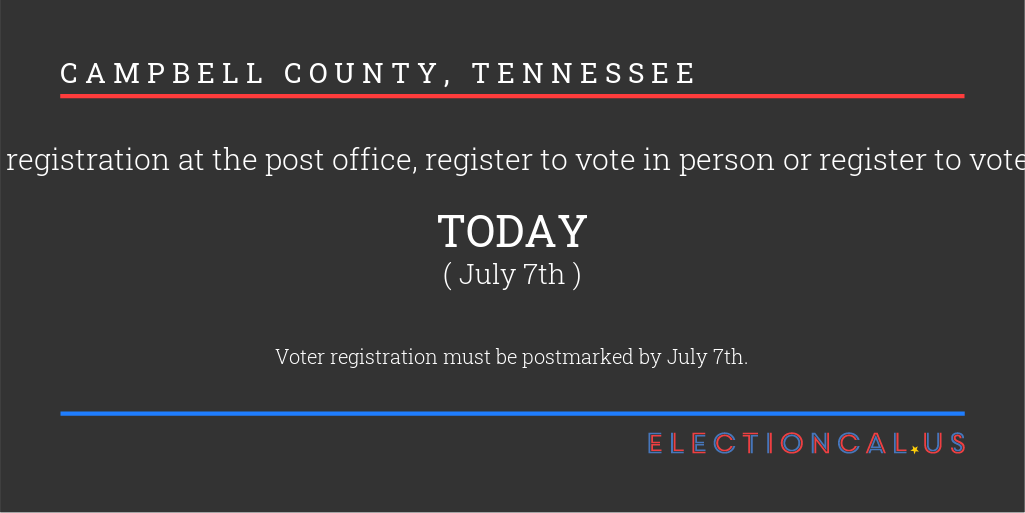 CAMPBELL COUNTY, TENNESSEE
registration at the post office, register to vote in person or register to vote
TODAY
( July 7th )
Voter registration must be postmarked by July 7th.
ELECTIONCAL.US